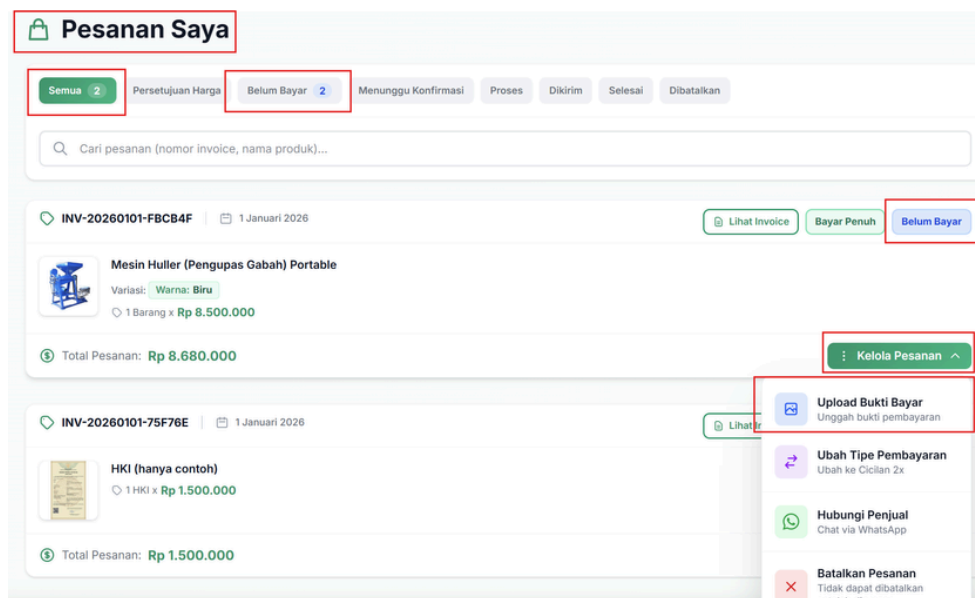 Pesanan Saya
Semua 2 Persetujuan Harga Belum Bayar 2 Menunggu Konfirmasi Proses Dikirim Selesai Dibatalkan
Cari pesanan (nomor invoice, nama produk)...
INV-20260101-FBCB4F 1 Januari 2026 Lihat Invoice Bayar Penuh Belum Bayar
Mesin Huller (Pengupas Gabah) Portable
Variasi: Warna: Biru
1 Barang x Rp 8.500.000
Total Pesanan: Rp 8.680.000 Kelola Pesanan
Upload Bukti Bayar
Unggah bukti pembayaran
INV-20260101-75F76E 1 Januari 2026 Lihat
Ubah Tipe Pembayaran
Ubah ke Cicilan 2x
HKI (hanya contoh)
1 HKI x Rp 1.500.000
Hubungi Penjual
Chat via WhatsApp
Total Pesanan: Rp 1.500.000
Batalkan Pesanan
Tidak dapat dibatalkan